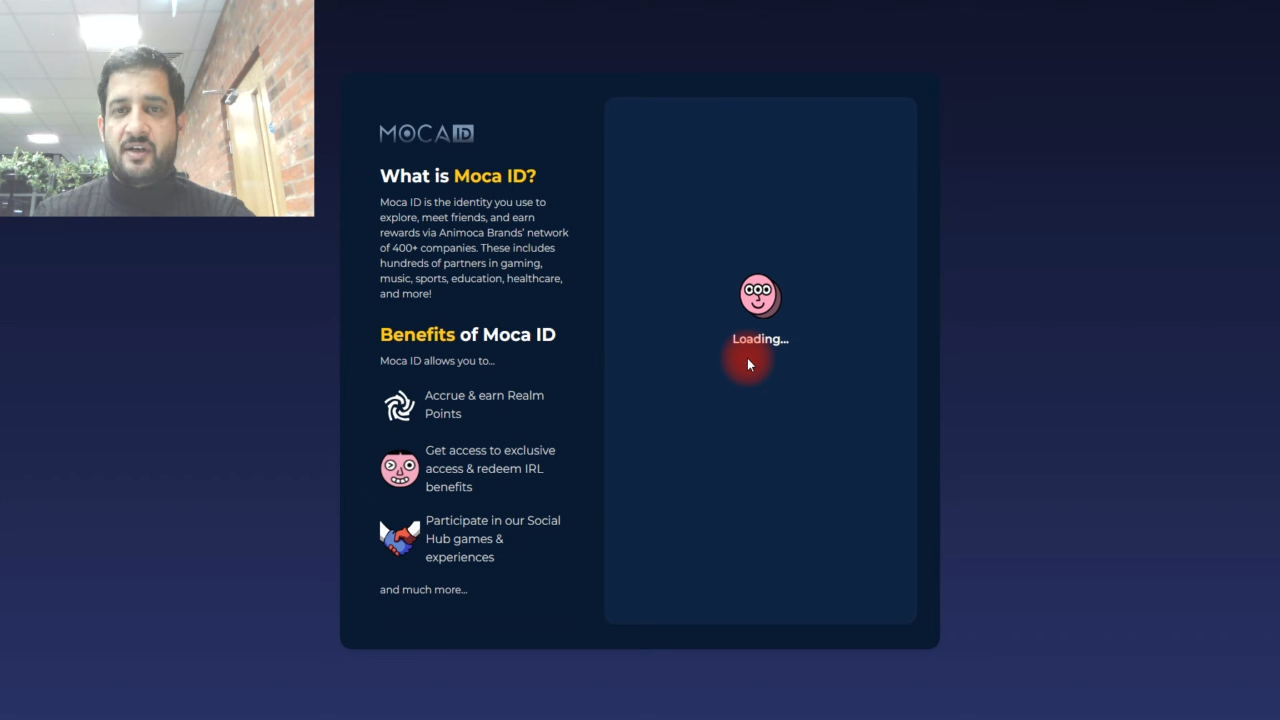 MOCA ID
What is Moca ID?
Moca ID is the identity you use to
explore, meet friends, and earn
rewards via Animoca Brands' network
of 400+ companies. These includes
hundreds of partners in gaming,
music, sports, education, healthcare,
and more!
Benefits of Moca ID
Moca ID allows you to...
Accrue & earn Realm
Points
Get access to exclusive
access & redeem IRL
benefits
Participate in our Social
Hub games &
experiences
and much more...
Loading...